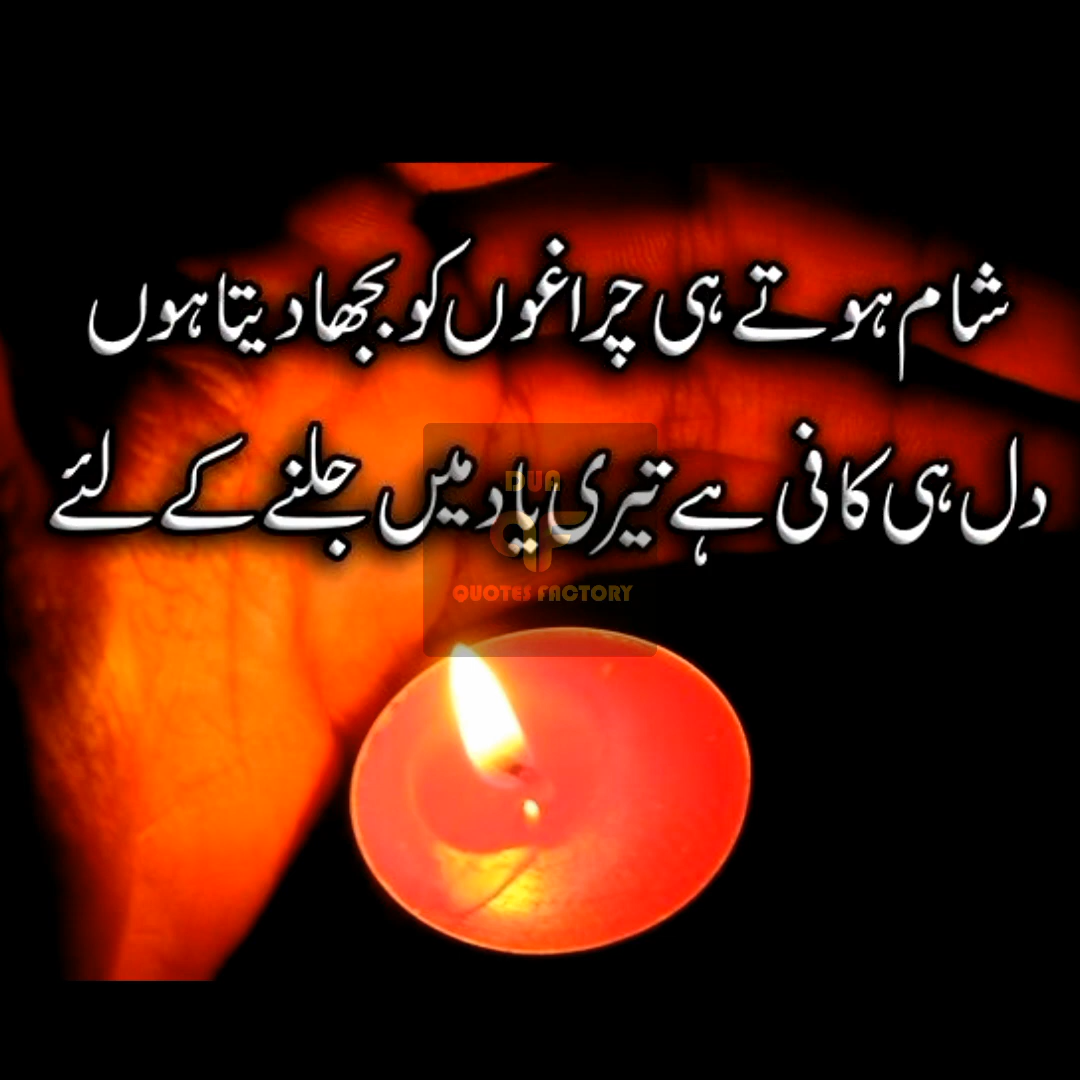 شام ہوتے ہی چراغوں کو بجھا دیتا ہوں
دل ہی کافی ہے تیری یاد میں جلنے کے لئے
DUA
QF
QUOTES FACTORY